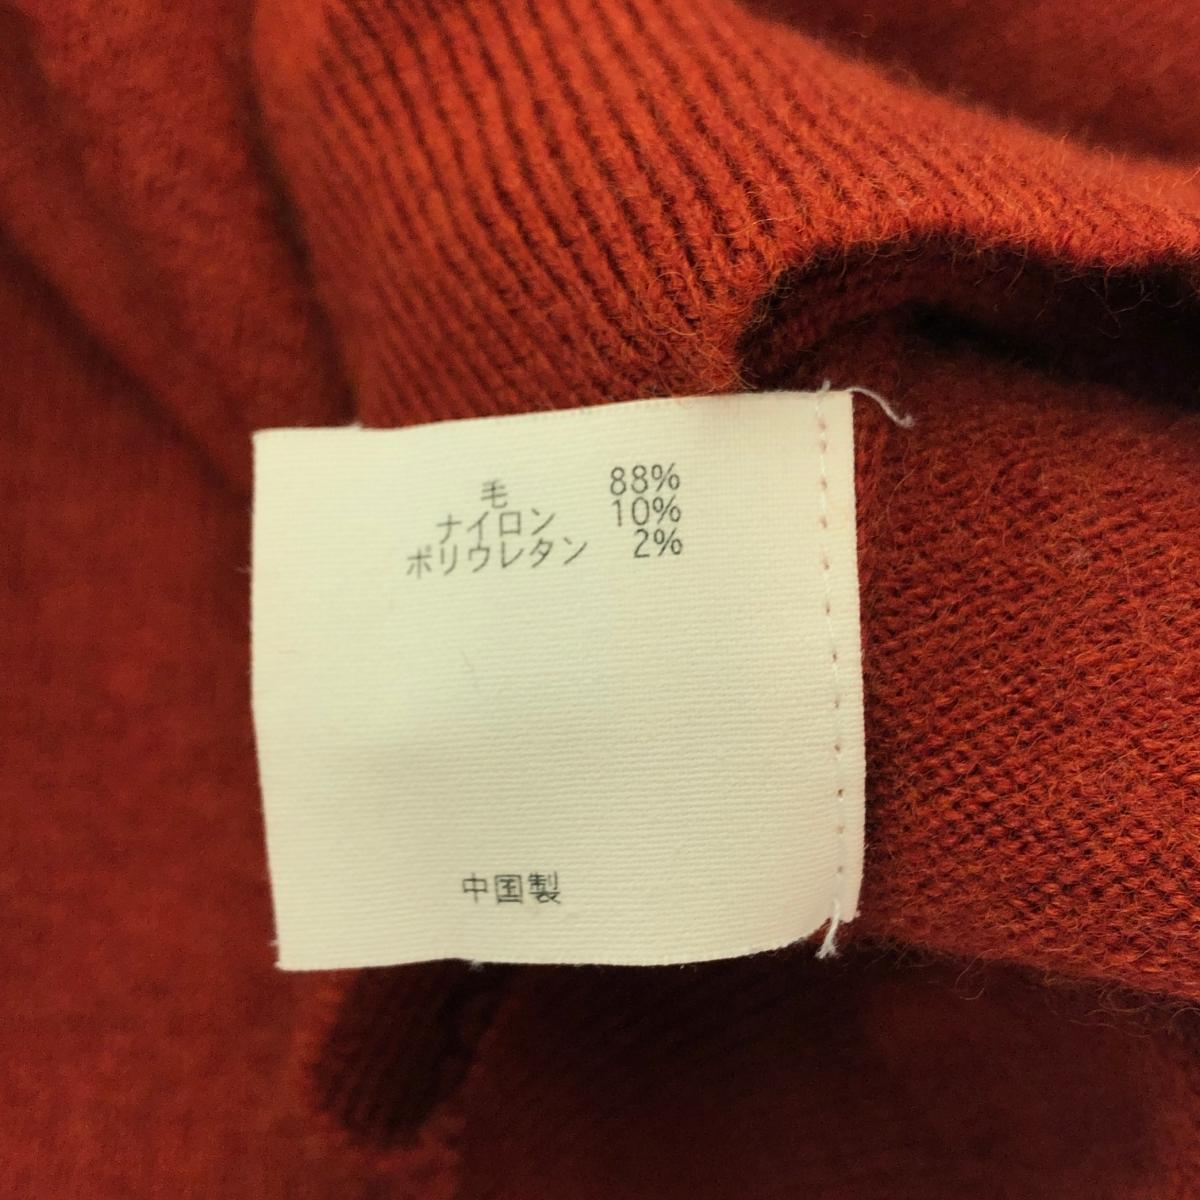 毛 88%
ナイロン 10%
ポリウレタン 2%
中国製